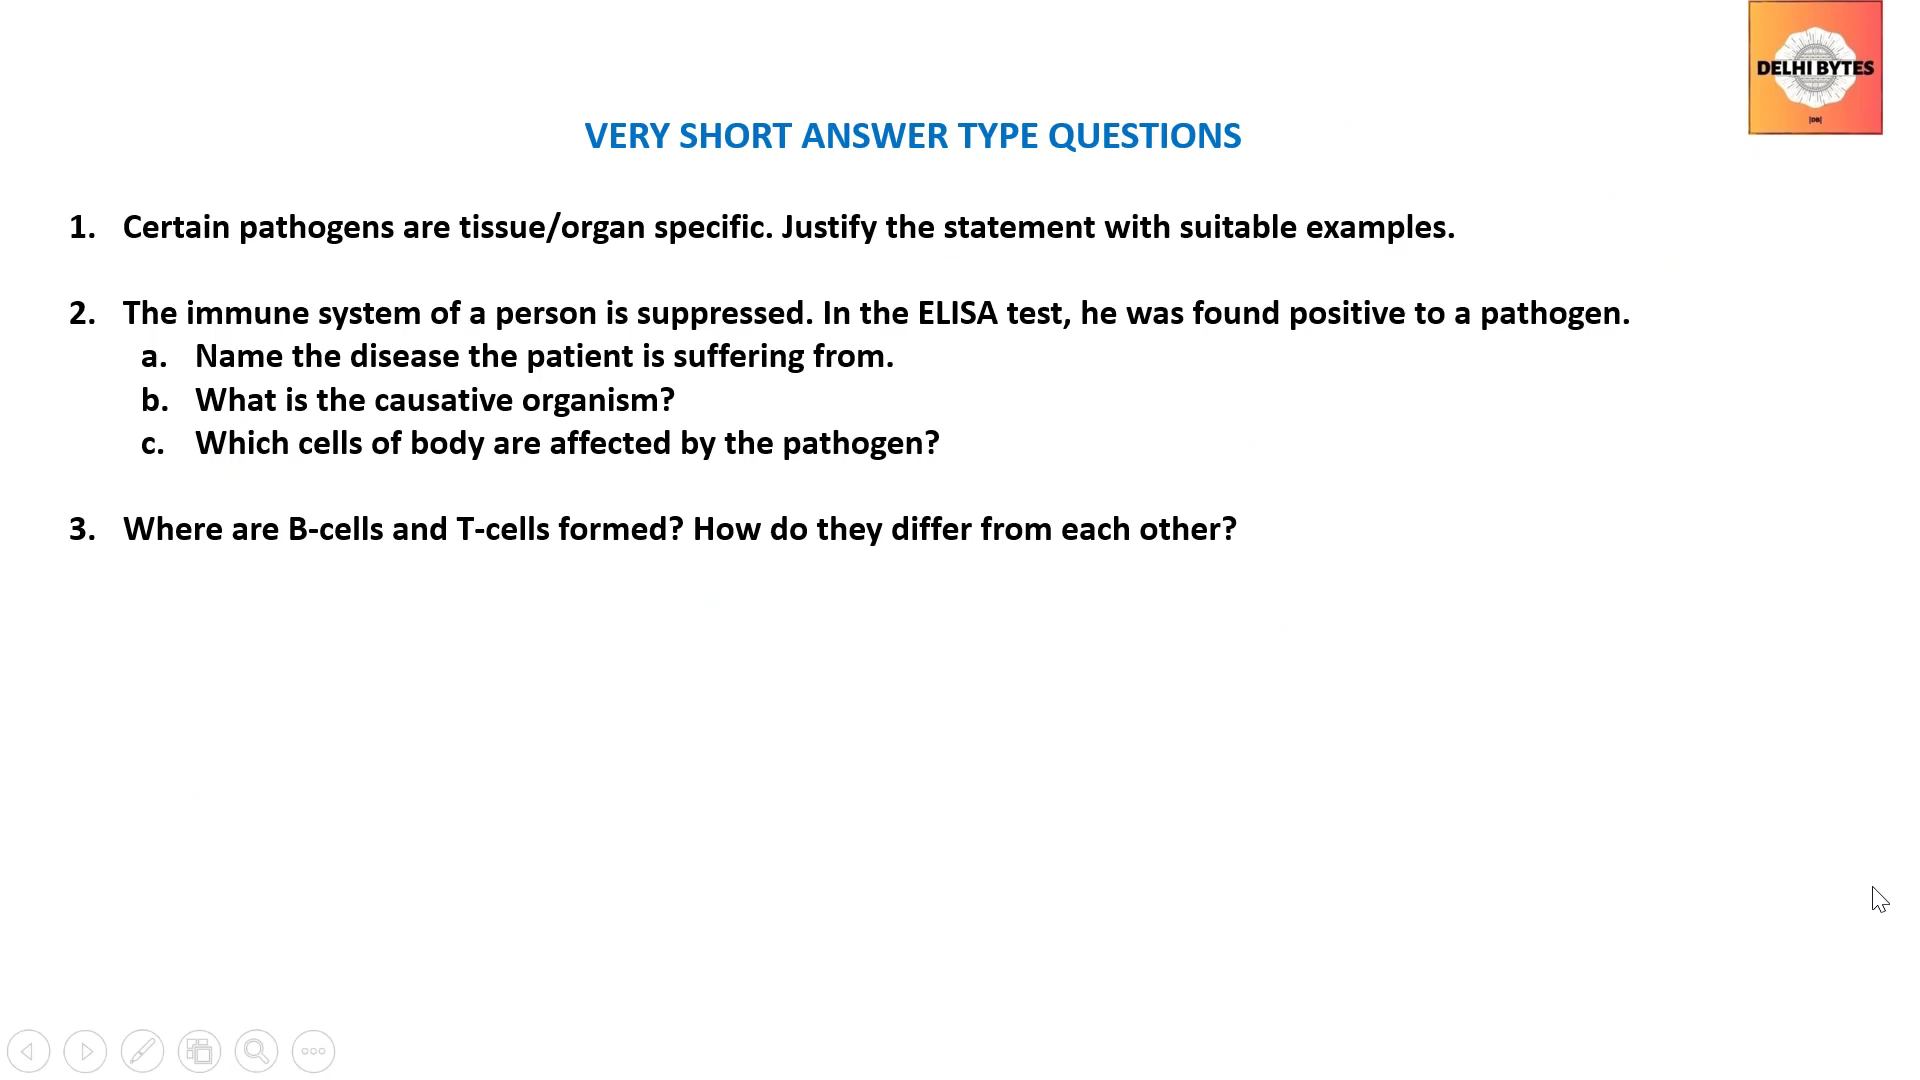 DELHI BYTES
|DB|
VERY SHORT ANSWER TYPE QUESTIONS
1. Certain pathogens are tissue/organ specific. Justify the statement with suitable examples.
2. The immune system of a person is suppressed. In the ELISA test, he was found positive to a pathogen.
a. Name the disease the patient is suffering from.
b. What is the causative organism?
c. Which cells of body are affected by the pathogen?
3. Where are B-cells and T-cells formed? How do they differ from each other?